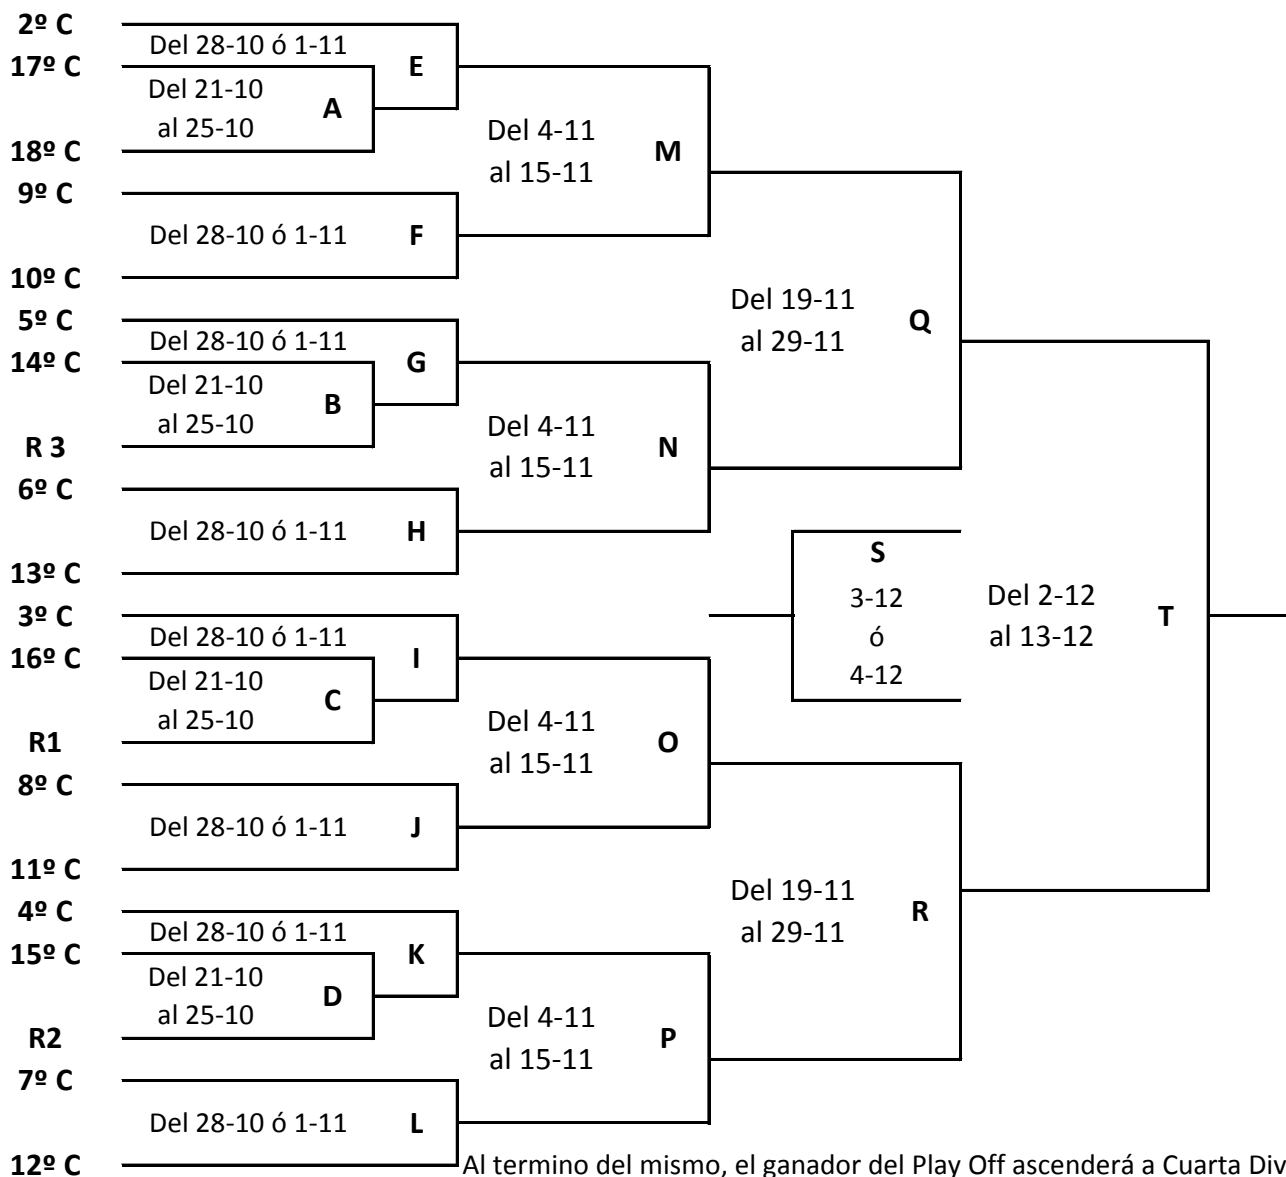 2º C
Del 28-10 ó 1-11
17º C
E
Del 21-10
al 25-10
A
18º C
Del 4-11
al 15-11
M
9º C
Del 28-10 ó 1-11
F
10º C
Del 19-11
al 29-11
Q
5º C
Del 28-10 ó 1-11
14º C
G
Del 21-10
al 25-10
B
R 3
Del 4-11
al 15-11
N
6º C
Del 28-10 ó 1-11
H
13º C
S
3-12
ó
4-12
Del 2-12
al 13-12
T
3º C
Del 28-10 ó 1-11
16º C
I
Del 21-10
al 25-10
C
R1
Del 4-11
al 15-11
O
8º C
Del 28-10 ó 1-11
J
11º C
Del 19-11
al 29-11
R
4º C
Del 28-10 ó 1-11
15º C
K
Del 21-10
al 25-10
D
R2
Del 4-11
al 15-11
P
7º C
Del 28-10 ó 1-11
L
12º C
Al termino del mismo, el ganador del Play Off ascenderá a Cuarta Div